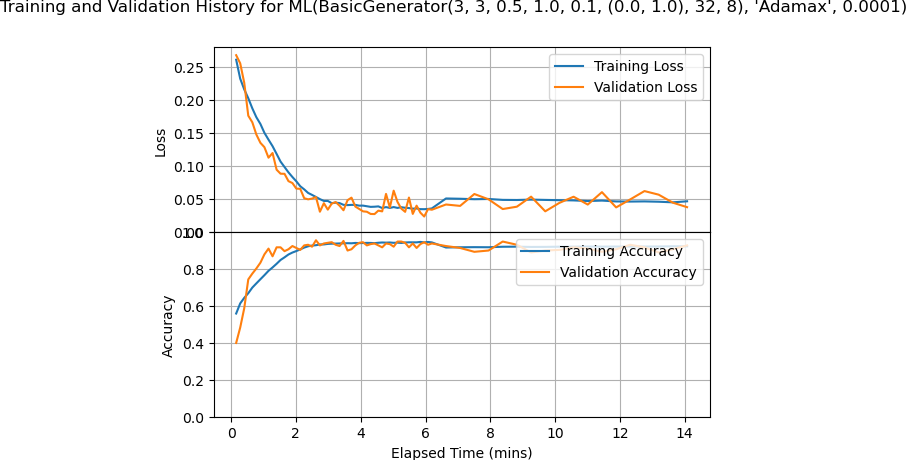 Training and Validation History for ML(BasicGenerator(3, 3, 0.5, 1.0, 0.1, (0.0, 1.0), 32, 8), 'Adamax', 0.0001)
0.25
0.20
0.15
0.10
0.05
0.00
Loss
Training Loss
Validation Loss
1.0
0.8
0.6
0.4
0.2
0.0
Accuracy
Training Accuracy
Validation Accuracy
0 2 4 6 8 10 12 14
Elapsed Time (mins)